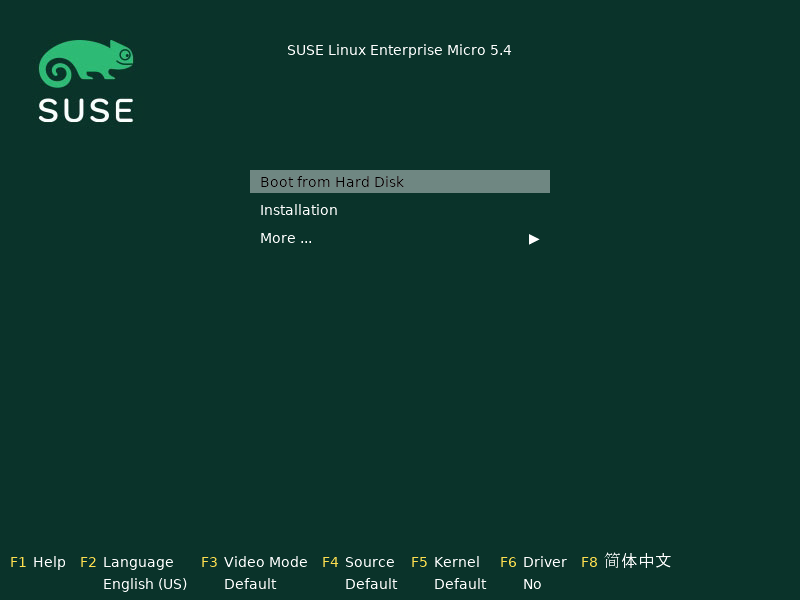 SUSE Linux Enterprise Micro 5.4
SUSE
Boot from Hard Disk
Installation
More ...
F1 Help F2 Language F3 Video Mode F4 Source F5 Kernel F6 Driver F8 简体中文
English (US) Default Default Default No